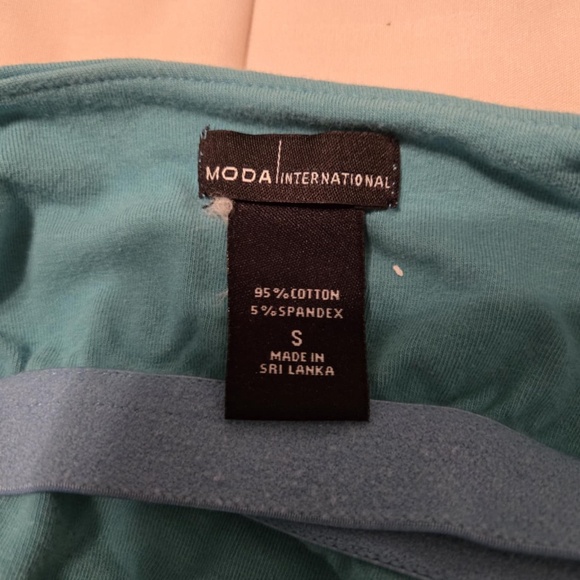 MODA INTERNATIONAL
95% COTTON
5% SPANDEX
S
MADE IN
SRI LANKA